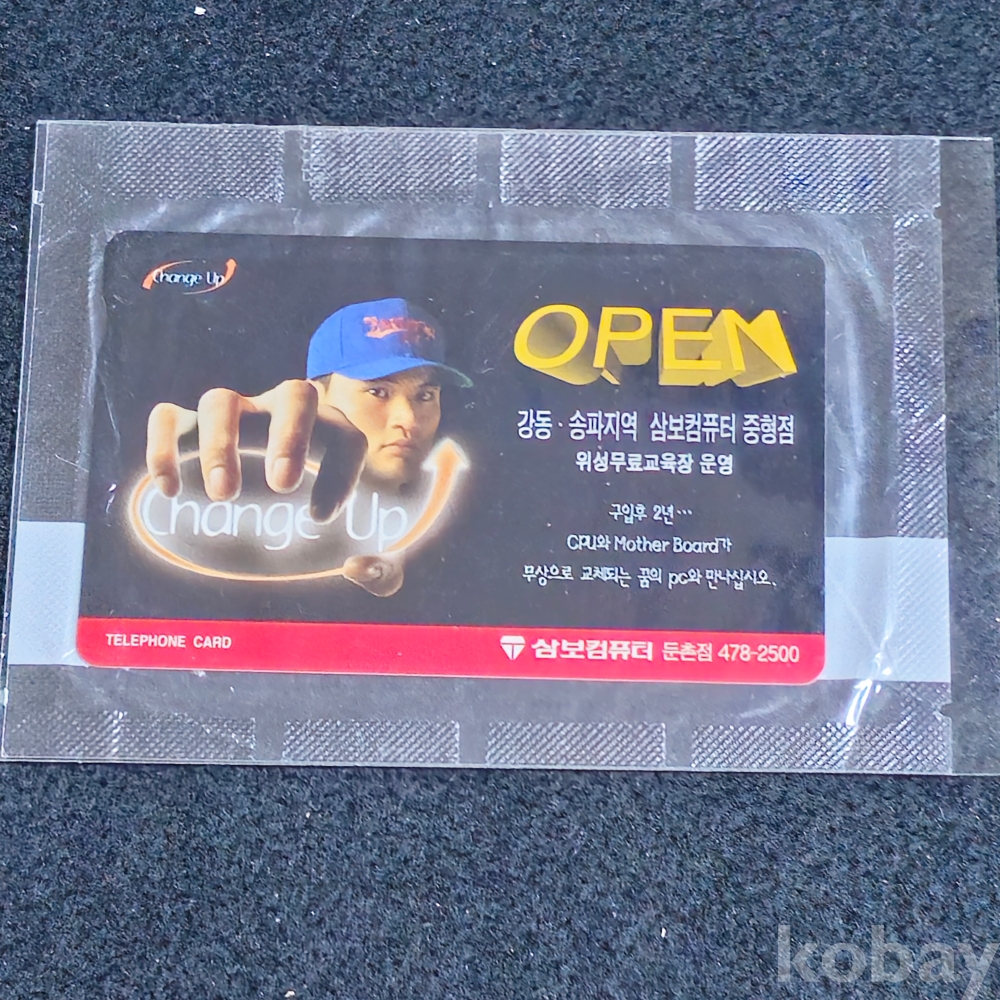 Change Up
OPEN
강동·송파지역 삼보컴퓨터 중형점
위성무료교육장 운영
구입후 2년···
CPU와 Mother Board가
무상으로 교체되는 꿈의 pc와 만나십시오.
Change Up
TELEPHONE CARD
삼보컴퓨터 둔촌점 478-2500
kobay